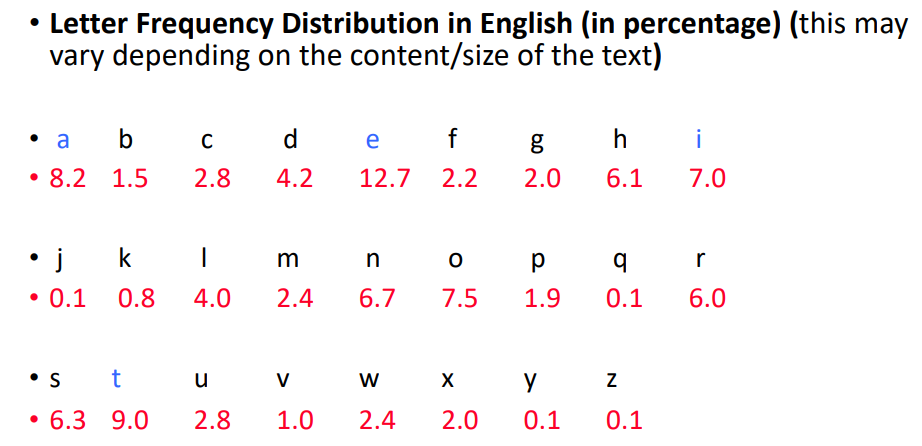 • Letter Frequency Distribution in English (in percentage) (this may
vary depending on the content/size of the text)
• a b c d e f g h i
• 8.2 1.5 2.8 4.2 12.7 2.2 2.0 6.1 7.0
• j k l m n o p q r
• 0.1 0.8 4.0 2.4 6.7 7.5 1.9 0.1 6.0
• s t u v w x y z
• 6.3 9.0 2.8 1.0 2.4 2.0 0.1 0.1